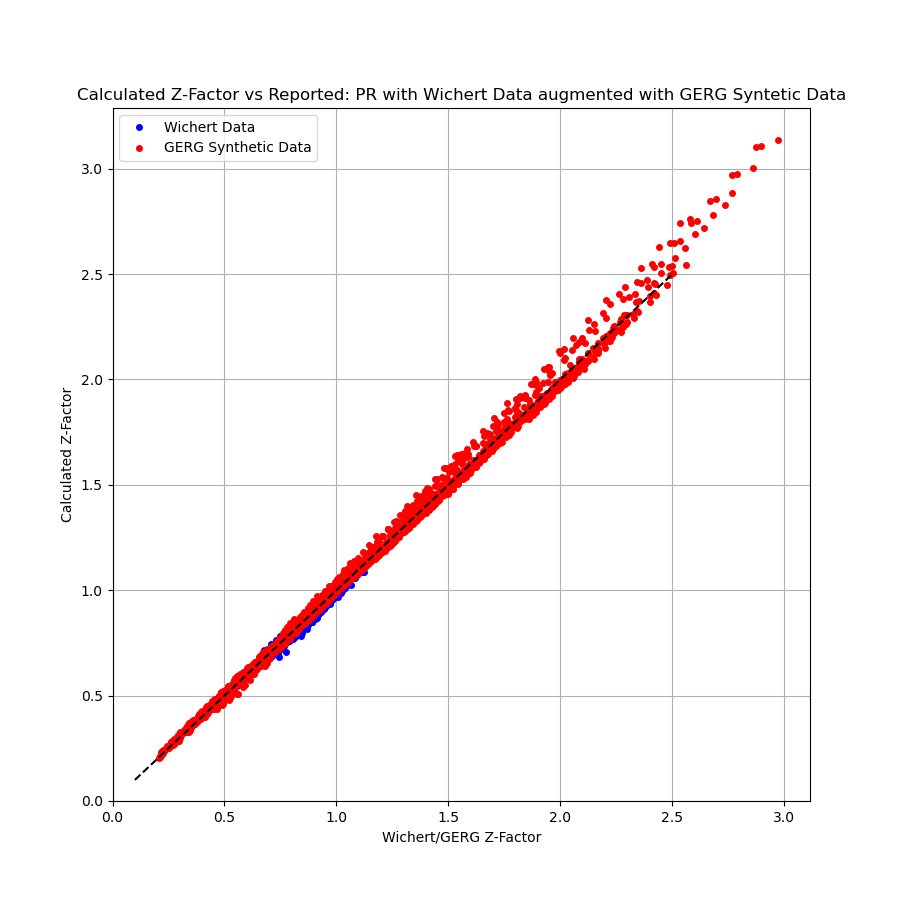 Calculated Z-Factor vs Reported: PR with Wichert Data augmented with GERG Syntetic Data
Wichert Data
GERG Synthetic Data
3.0
2.5
2.0
1.5
1.0
0.5
0.0
Calculated Z-Factor
0.0 0.5 1.0 1.5 2.0 2.5 3.0
Wichert/GERG Z-Factor